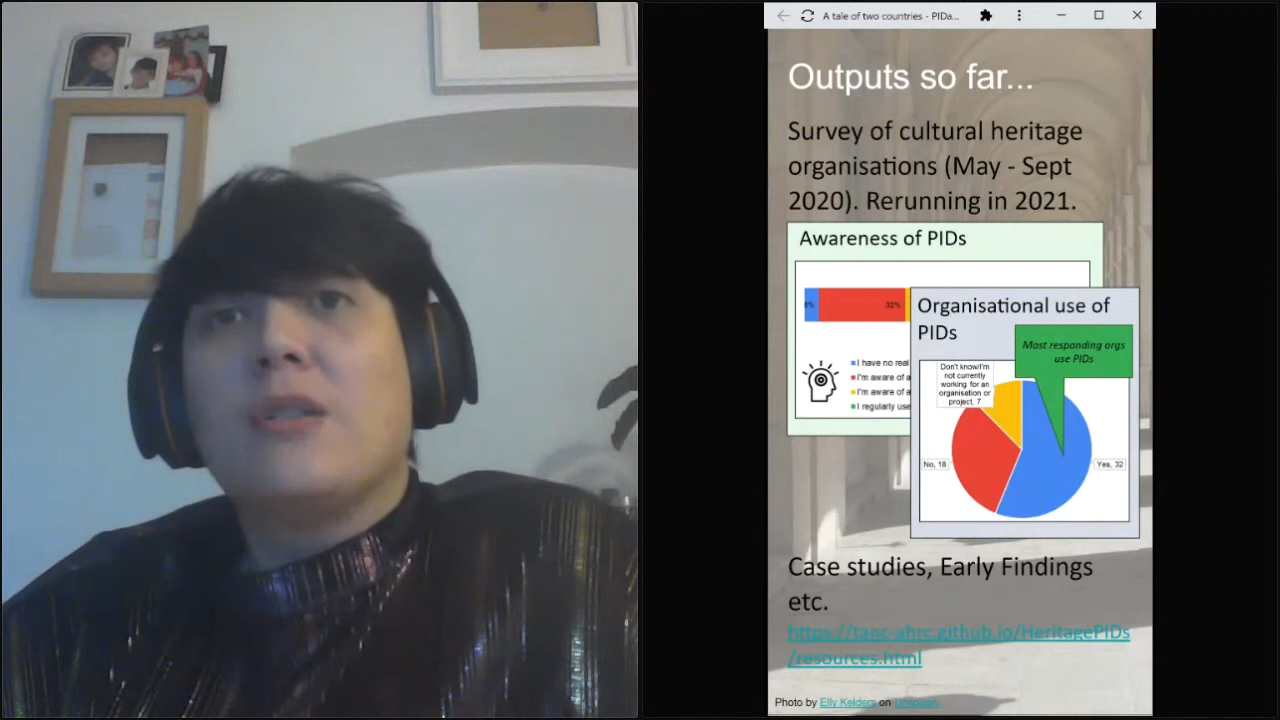 A tale of two countries - PIDa...
Outputs so far...
Survey of cultural heritage
organisations (May - Sept
2020). Rerunning in 2021.
Awareness of PIDs
32%
I have no real
I'm aware of a
I'm aware of a
I regularly use
Organisational use of
PIDs
Most responding orgs
use PIDs
Don't know/I'm
not currently
working for an
organisation or
project, 7
No, 18
Yes, 32
Case studies, Early Findings
etc.
https://tanc-ahrc.github.io/HeritagePIDs
/resources.html
Photo by Elly Kelders on Unsplash